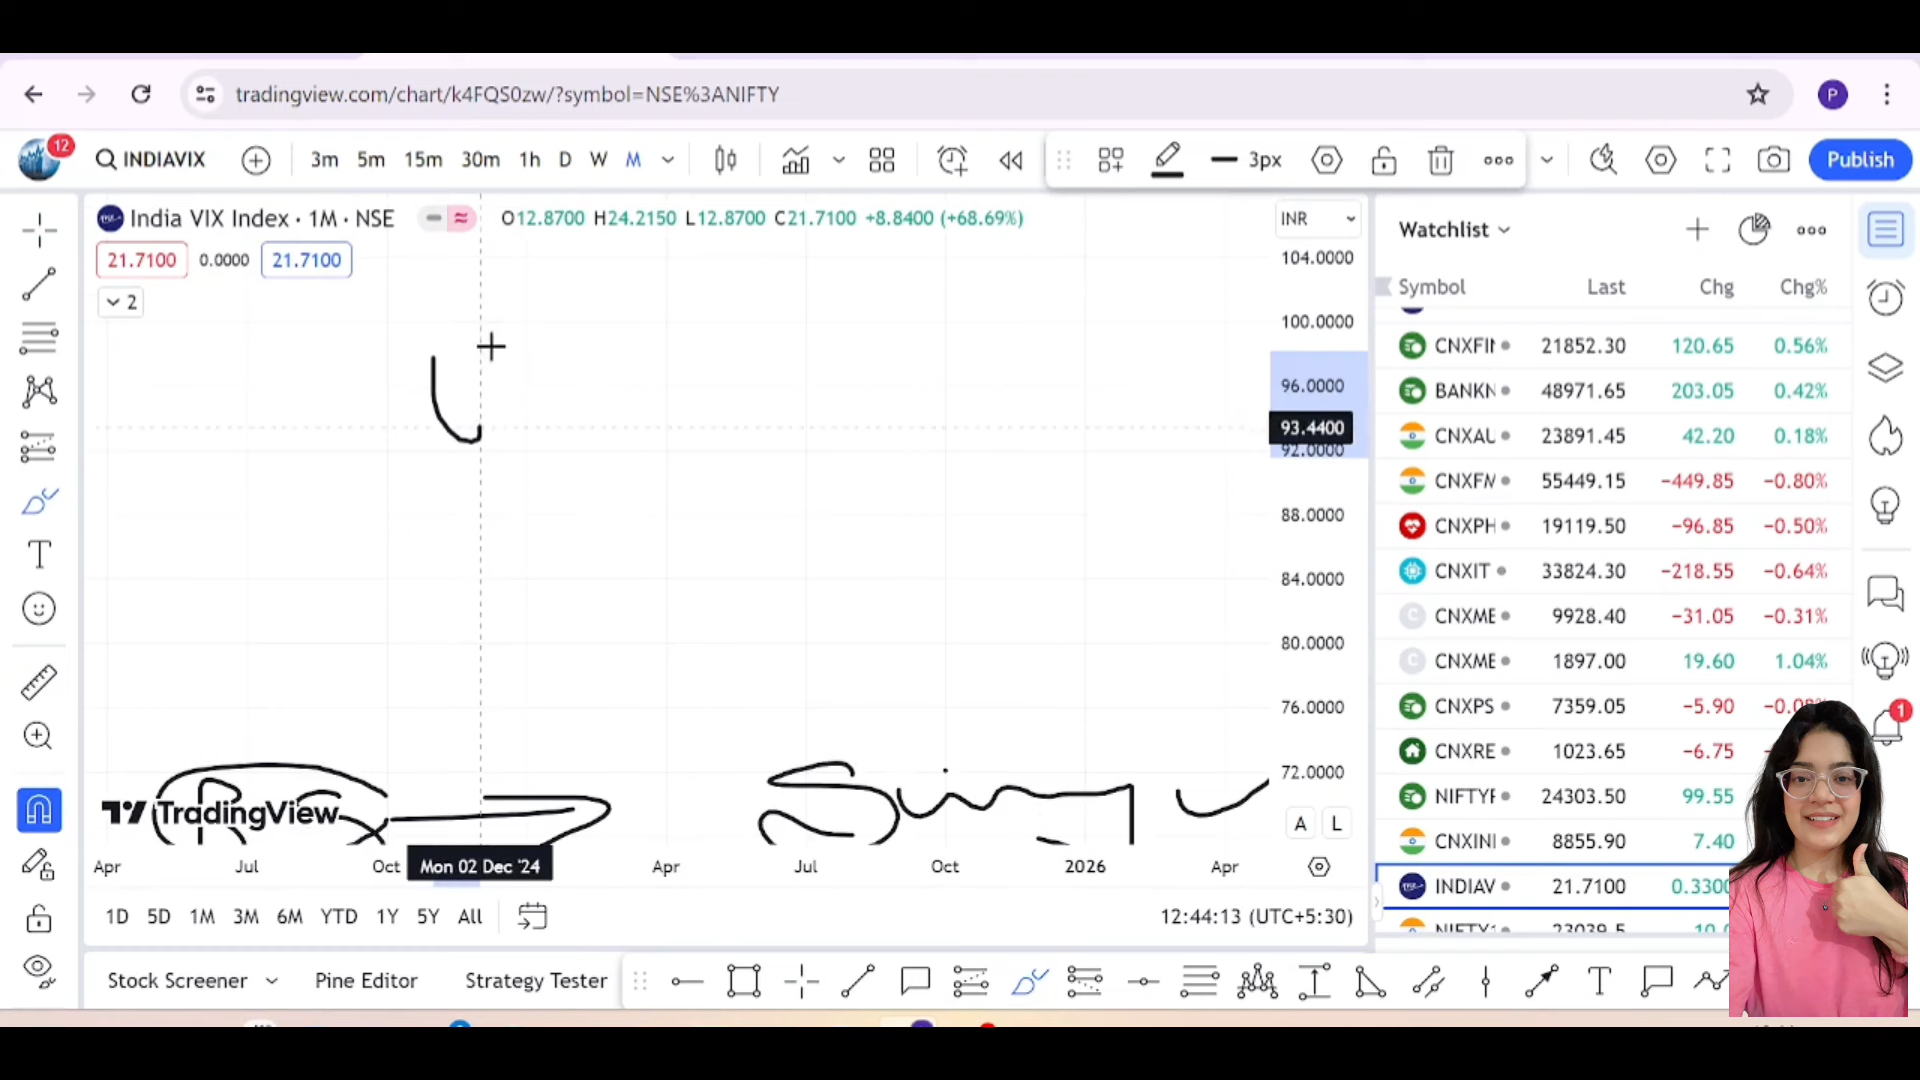 tradingview.com/chart/k4FQS0zw/?symbol=NSE%3ANIFTY
P
12
INDIAVIX
3m 5m 15m 30m 1h D W M
3px
Publish
India VIX Index · 1M · NSE
O12.8700 H24.2150 L12.8700 C21.7100 +8.8400 (+68.69%)
INR
21.7100 0.0000 21.7100
2
104.0000
100.0000
96.0000
93.4400
92.0000
88.0000
84.0000
80.0000
76.0000
72.0000
TradingView
A L
Apr Jul Oct Mon 02 Dec '24 Apr Jul Oct 2026 Apr
1D 5D 1M 3M 6M YTD 1Y 5Y All
12:44:13 (UTC+5:30)
Stock Screener Pine Editor Strategy Tester
Watchlist
Symbol Last Chg Chg%
CNXFI 21852.30 120.65 0.56%
BANKN 48971.65 203.05 0.42%
CNXAU 23891.45 42.20 0.18%
CNXFM 55449.15 −449.85 −0.80%
CNXPH 19119.50 −96.85 −0.50%
CNXIT 33824.30 −218.55 −0.64%
CNXME 9928.40 −31.05 −0.31%
CNXME 1897.00 19.60 1.04%
CNXPS 7359.05 −5.90
1
CNXRE 1023.65 −6.75
NIFTYF 24303.50 99.55
CNXINI 8855.90 7.40
INDIAV 21.7100 0.3300